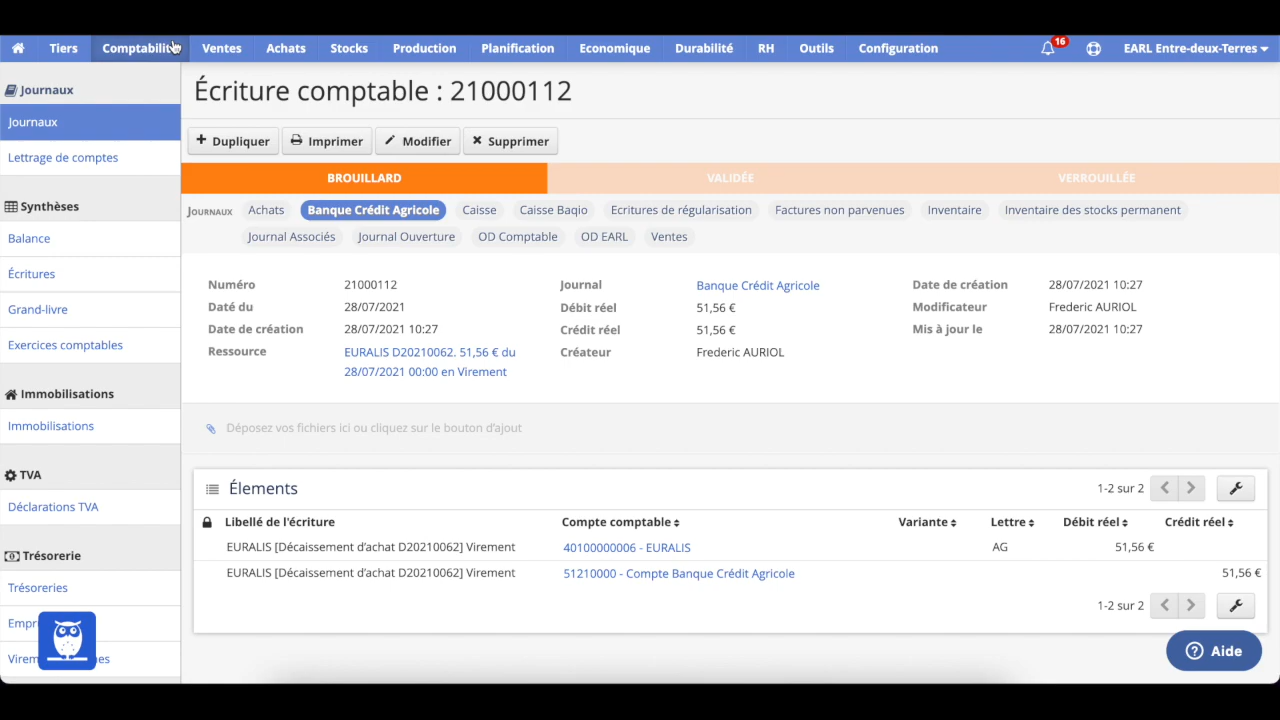 Tiers Comptabilité Ventes Achats Stocks Production Planification Economique Durabilité RH Outils Configuration 16 EARL Entre-deux-Terres
Journaux
Journaux
Lettrage de comptes
Synthèses
Balance
Écritures
Grand-livre
Exercices comptables
Immobilisations
Immobilisations
TVA
Déclarations TVA
Trésorerie
Trésoreries
Écriture comptable : 21000112
Dupliquer Imprimer Modifier Supprimer
BROUILLARD VALIDÉE VERROUILLÉE
JOURNAUX Achats Banque Crédit Agricole Caisse Caisse Baqio Ecritures de régularisation Factures non parvenues Inventaire Inventaire des stocks permanent
Journal Associés Journal Ouverture OD Comptable OD EARL Ventes
Numéro 21000112 Journal Banque Crédit Agricole Date de création 28/07/2021 10:27
Daté du 28/07/2021 Débit réel 51,56 € Modificateur Frederic AURIOL
Date de création 28/07/2021 10:27 Crédit réel 51,56 € Mis à jour le 28/07/2021 10:27
Ressource EURALIS D20210062. 51,56 € du Créateur Frederic AURIOL
28/07/2021 00:00 en Virement
Déposez vos fichiers ici ou cliquez sur le bouton d'ajout
Élements 1-2 sur 2
Libellé de l'écriture Compte comptable Variante Lettre Débit réel Crédit réel
EURALIS [Décaissement d'achat D20210062] Virement 40100000006 - EURALIS AG 51,56 €
EURALIS [Décaissement d'achat D20210062] Virement 51210000 - Compte Banque Crédit Agricole 51,56 €
1-2 sur 2
Aide